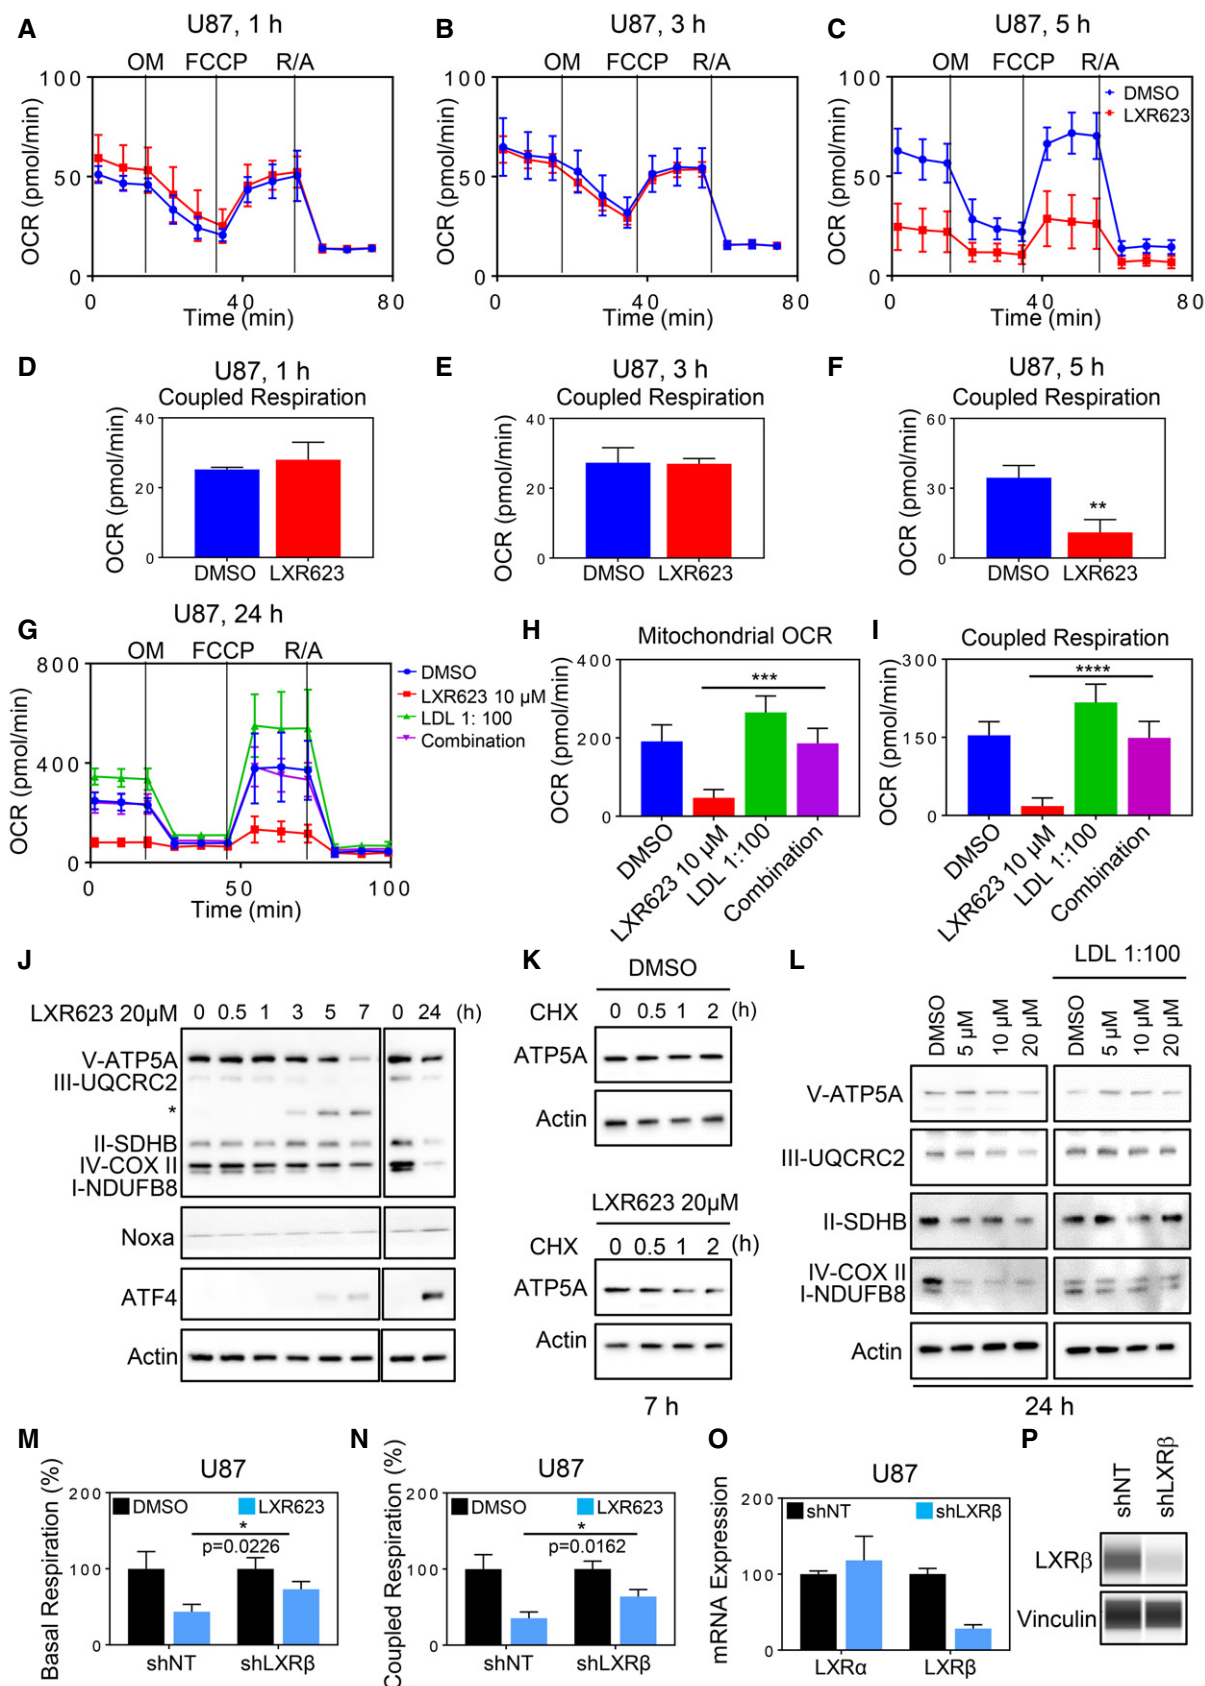 A
U87, 1 h
OM FCCP R/A
OCR (pmol/min)
100
50
0
0 40 80
Time (min)
B
U87, 3 h
OM FCCP R/A
OCR (pmol/min)
100
50
0
0 40 80
Time (min)
C
U87, 5 h
OM FCCP R/A
DMSO
LXR623
OCR (pmol/min)
100
50
0
0 40 80
Time (min)
D
U87, 1 h
Coupled Respiration
OCR (pmol/min)
40
20
0
DMSO LXR623
E
U87, 3 h
Coupled Respiration
OCR (pmol/min)
40
20
0
DMSO LXR623
F
U87, 5 h
Coupled Respiration
OCR (pmol/min)
60
30
0
**
DMSO LXR623
G
U87, 24 h
OM FCCP R/A
OCR (pmol/min)
800
400
0
0 50 100
Time (min)
DMSO
LXR623 10 µM
LDL 1: 100
Combination
H
Mitochondrial OCR
OCR (pmol/min)
400
200
0
***
DMSO
LXR623 10 µM
LDL 1:100
Combination
I
Coupled Respiration
OCR (pmol/min)
300
150
0
****
DMSO
LXR623 10 µM
LDL 1:100
Combination
J
LXR623 20µM 0 0.5 1 3 5 7 0 24 (h)
V-ATP5A
III-UQCRC2
*
II-SDHB
IV-COX II
I-NDUFB8
Noxa
ATF4
Actin
K
DMSO
CHX 0 0.5 1 2 (h)
ATP5A
Actin
LXR623 20µM
CHX 0 0.5 1 2 (h)
ATP5A
Actin
7 h
L
LDL 1:100
DMSO 5 µM 10 µM 20 µM DMSO 5 µM 10 µM 20 µM
V-ATP5A
III-UQCRC2
II-SDHB
IV-COX II
I-NDUFB8
Actin
24 h
M
U87
Basal Respiration (%)
200
100
0
DMSO LXR623
*
p=0.0226
shNT shLXRβ
N
U87
Coupled Respiration (%)
200
100
0
DMSO LXR623
*
p=0.0162
shNT shLXRβ
O
U87
mRNA Expression
200
100
0
shNT shLXRβ
LXRα LXRβ
P
shNT shLXRβ
LXRβ
Vinculin